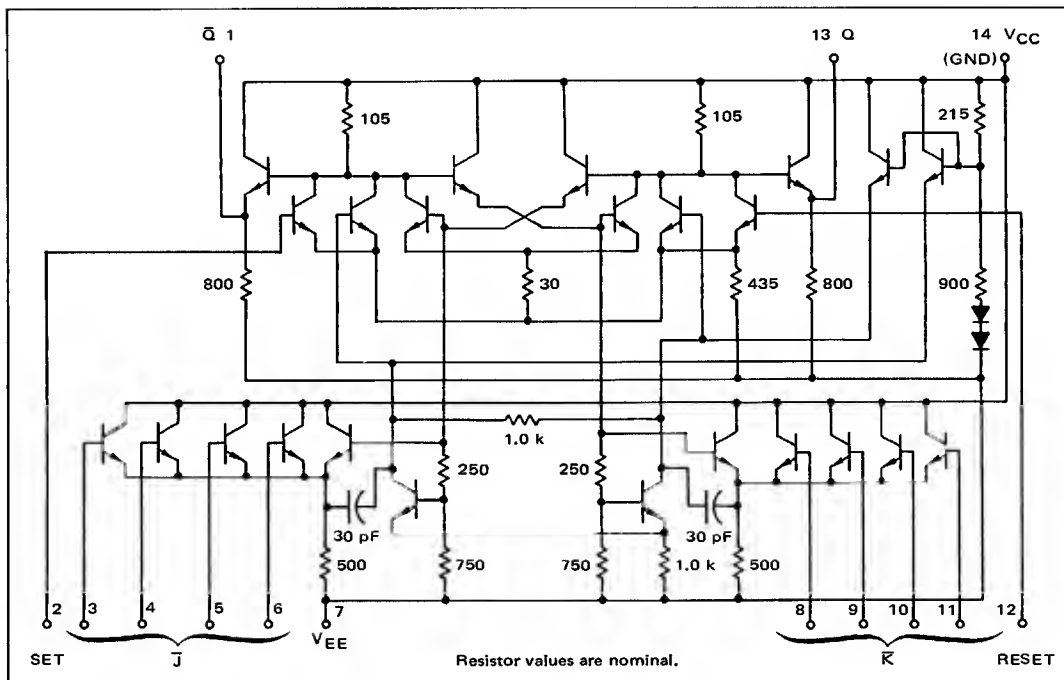 Q̄ 1
13 Q
14 VCC
(GND)
105
105
215
800
30
435
800
900
1.0 k
250
250
30 pF
30 pF
500
750
750
1.0 k
500
2
3
4
5
6
7
8
9
10
11
12
SET
J̄
VEE
Resistor values are nominal.
K̄
RESET